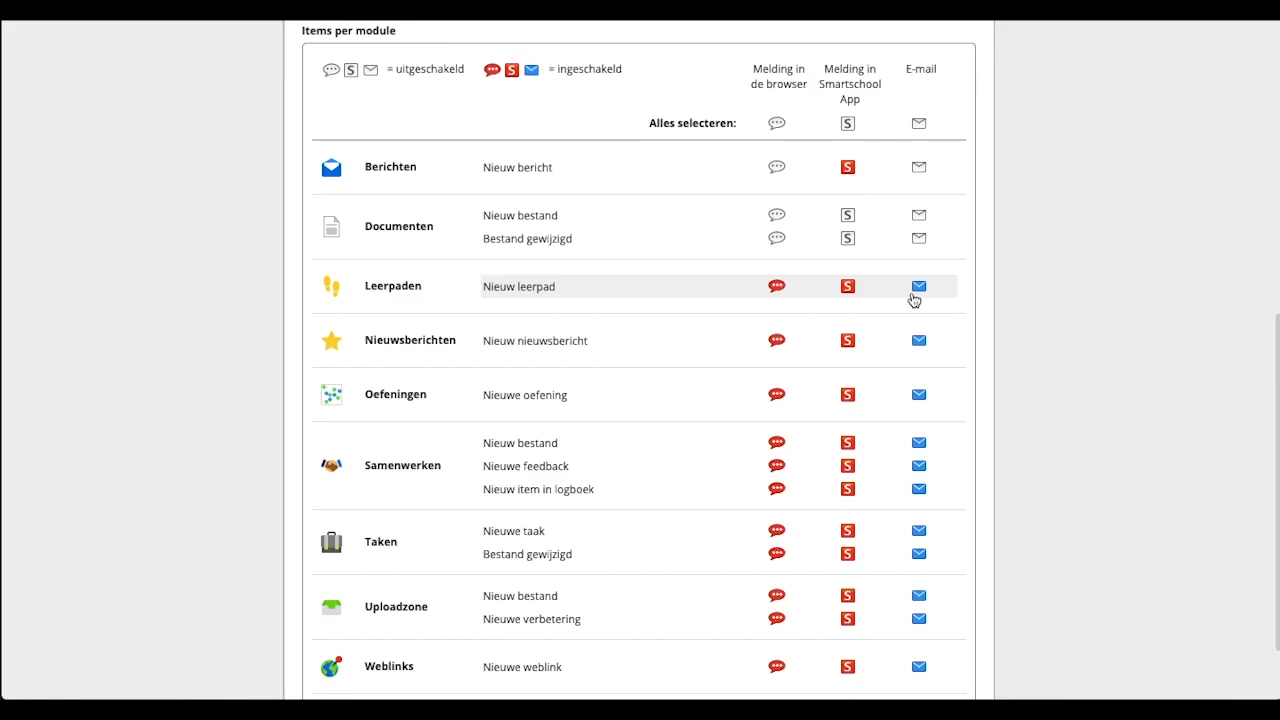 Items per module
S = uitgeschakeld S = ingeschakeld Melding in de browser Melding in Smartschool App E-mail
Alles selecteren: S
Berichten Nieuw bericht S
Documenten Nieuw bestand S
Bestand gewijzigd S
Leerpaden Nieuw leerpad S
Nieuwsberichten Nieuw nieuwsbericht S
Oefeningen Nieuwe oefening S
Samenwerken Nieuw bestand S
Nieuwe feedback S
Nieuw item in logboek S
Taken Nieuwe taak S
Bestand gewijzigd S
Uploadzone Nieuw bestand S
Nieuwe verbetering S
Weblinks Nieuwe weblink S